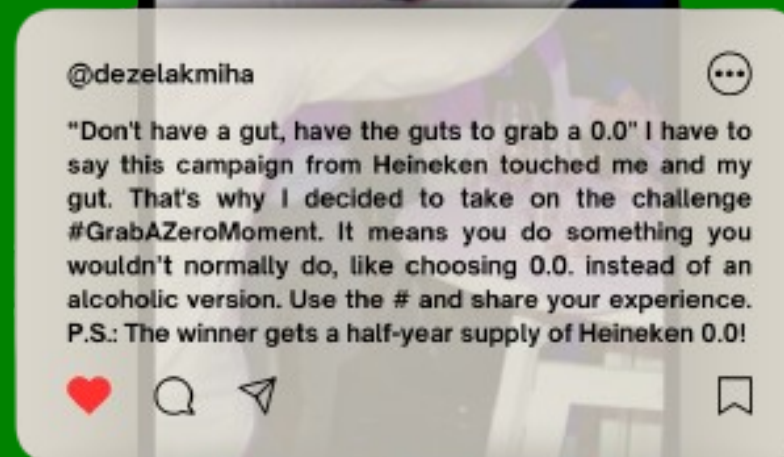 @dezelakmiha
"Don't have a gut, have the guts to grab a 0.0" I have to
say this campaign from Heineken touched me and my
gut. That's why I decided to take on the challenge
#GrabAZeroMoment. It means you do something you
wouldn't normally do, like choosing 0.0. instead of an
alcoholic version. Use the # and share your experience.
P.S.: The winner gets a half-year supply of Heineken 0.0!